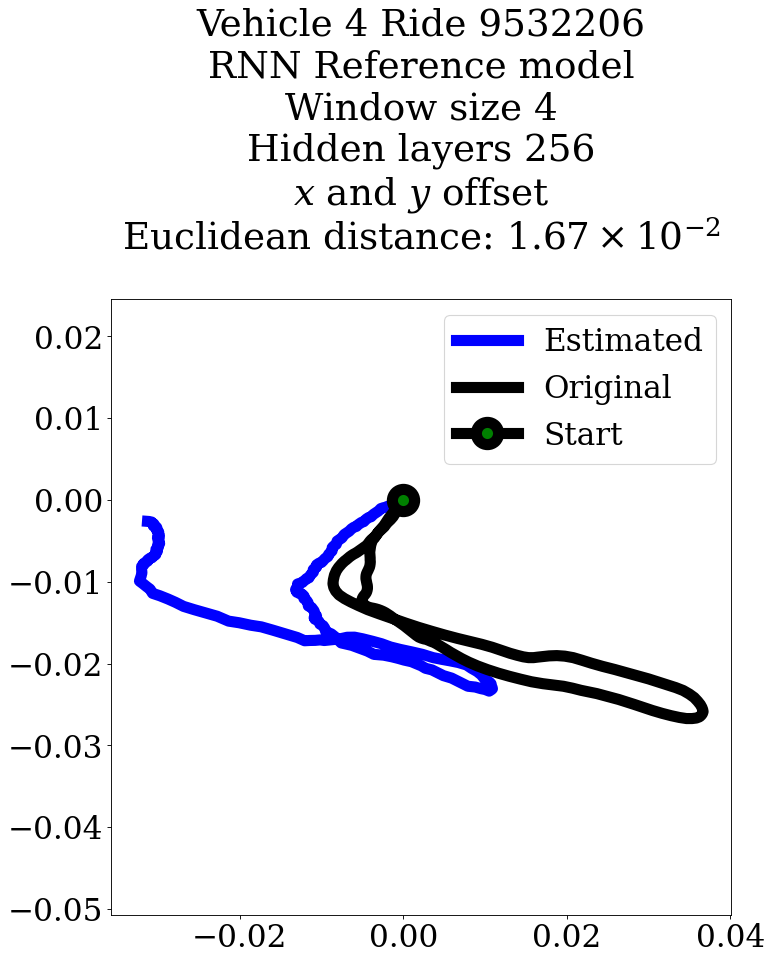 Vehicle 4 Ride 9532206
RNN Reference model
Window size 4
Hidden layers 256
x and y offset
Euclidean distance: 1.67 × 10⁻²
Estimated
Original
Start
0.02
0.01
0.00
−0.01
−0.02
−0.03
−0.04
−0.05
−0.02 0.00 0.02 0.04